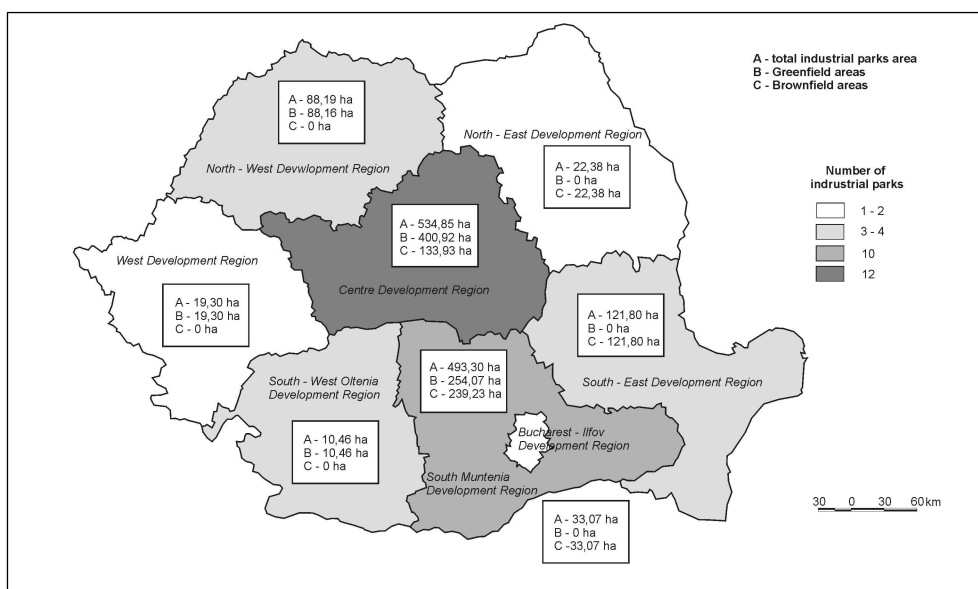 A - total industrial parks area
B - Greenfield areas
C - Brownfield areas
A - 88,19 ha
B - 88,16 ha
C - 0 ha
North - West Devwlopment Region
North - East Development Region
A - 22,38 ha
B - 0 ha
C - 22,38 ha
Number of
indrustrial parks
1 - 2
3 - 4
10
12
A - 534,85 ha
B - 400,92 ha
C - 133,93 ha
Centre Development Region
West Development Region
A - 19,30 ha
B - 19,30 ha
C - 0 ha
A - 121,80 ha
B - 0 ha
C - 121,80 ha
South - East Development Region
South - West Oltenia
Development Region
A - 10,46 ha
B - 10,46 ha
C - 0 ha
A - 493,30 ha
B - 254,07 ha
C - 239,23 ha
Bucharest - Ilfov
Development Region
South Muntenia
Development Region
A - 33,07 ha
B - 0 ha
C -33,07 ha
30 0 30 60 km